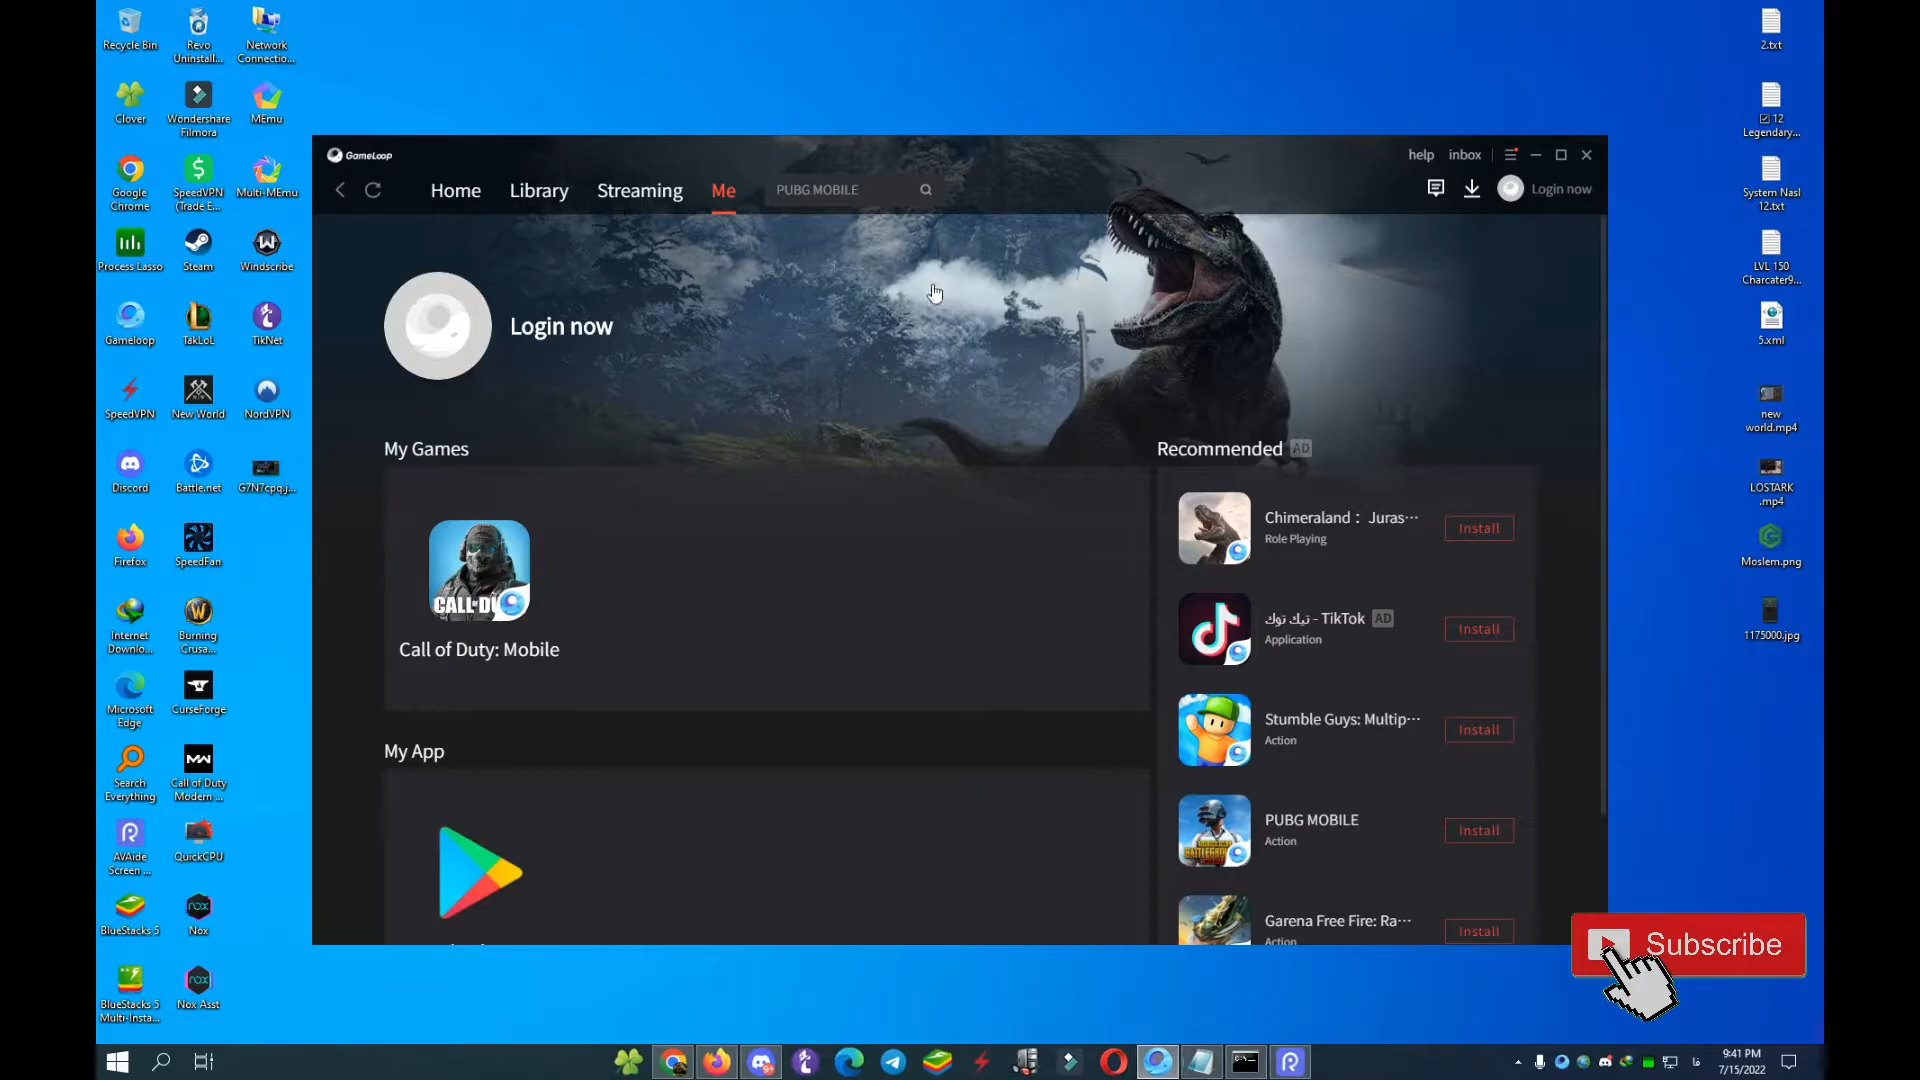 Recycle Bin
Revo
Uninstall...
Network
Connectio...
Clover
Wondershare
Filmora
MEmu
Google
Chrome
SpeedVPN
(Trade E...
Multi-MEmu
Process Lasso
Steam
Windscribe
Gameloop
TakLoL
TikNet
SpeedVPN
New World
NordVPN
Discord
Battle.net
G7N7cpq.j...
Firefox
SpeedFan
Internet
Downlo...
Burning
Crusa...
Microsoft
Edge
CurseForge
Search
Everything
Call of Duty
Modern ...
AVAide
Screen ...
QuickCPU
BlueStacks 5
Nox
BlueStacks 5
Multi-Insta...
Nox Asst
GameLoop
help inbox
Home Library Streaming Me PUBG MOBILE
Login now
Login now
My Games
CALL OF DU
Call of Duty: Mobile
My App
Recommended AD
Chimeraland： Juras···
Role Playing
Install
تيك توك - TikTok AD
Application
Install
Stumble Guys: Multip···
Action
Install
PUBG MOBILE
Action
Install
Garena Free Fire: Ra···
Action
Install
2.txt
12
Legendary...
System Nasl
12.txt
LVL 150
Charcater9...
5.xml
new
world.mp4
LOSTARK
.mp4
Moslem.png
1175000.jpg
Subscribe
9+
فا
9:41 PM
7/15/2022